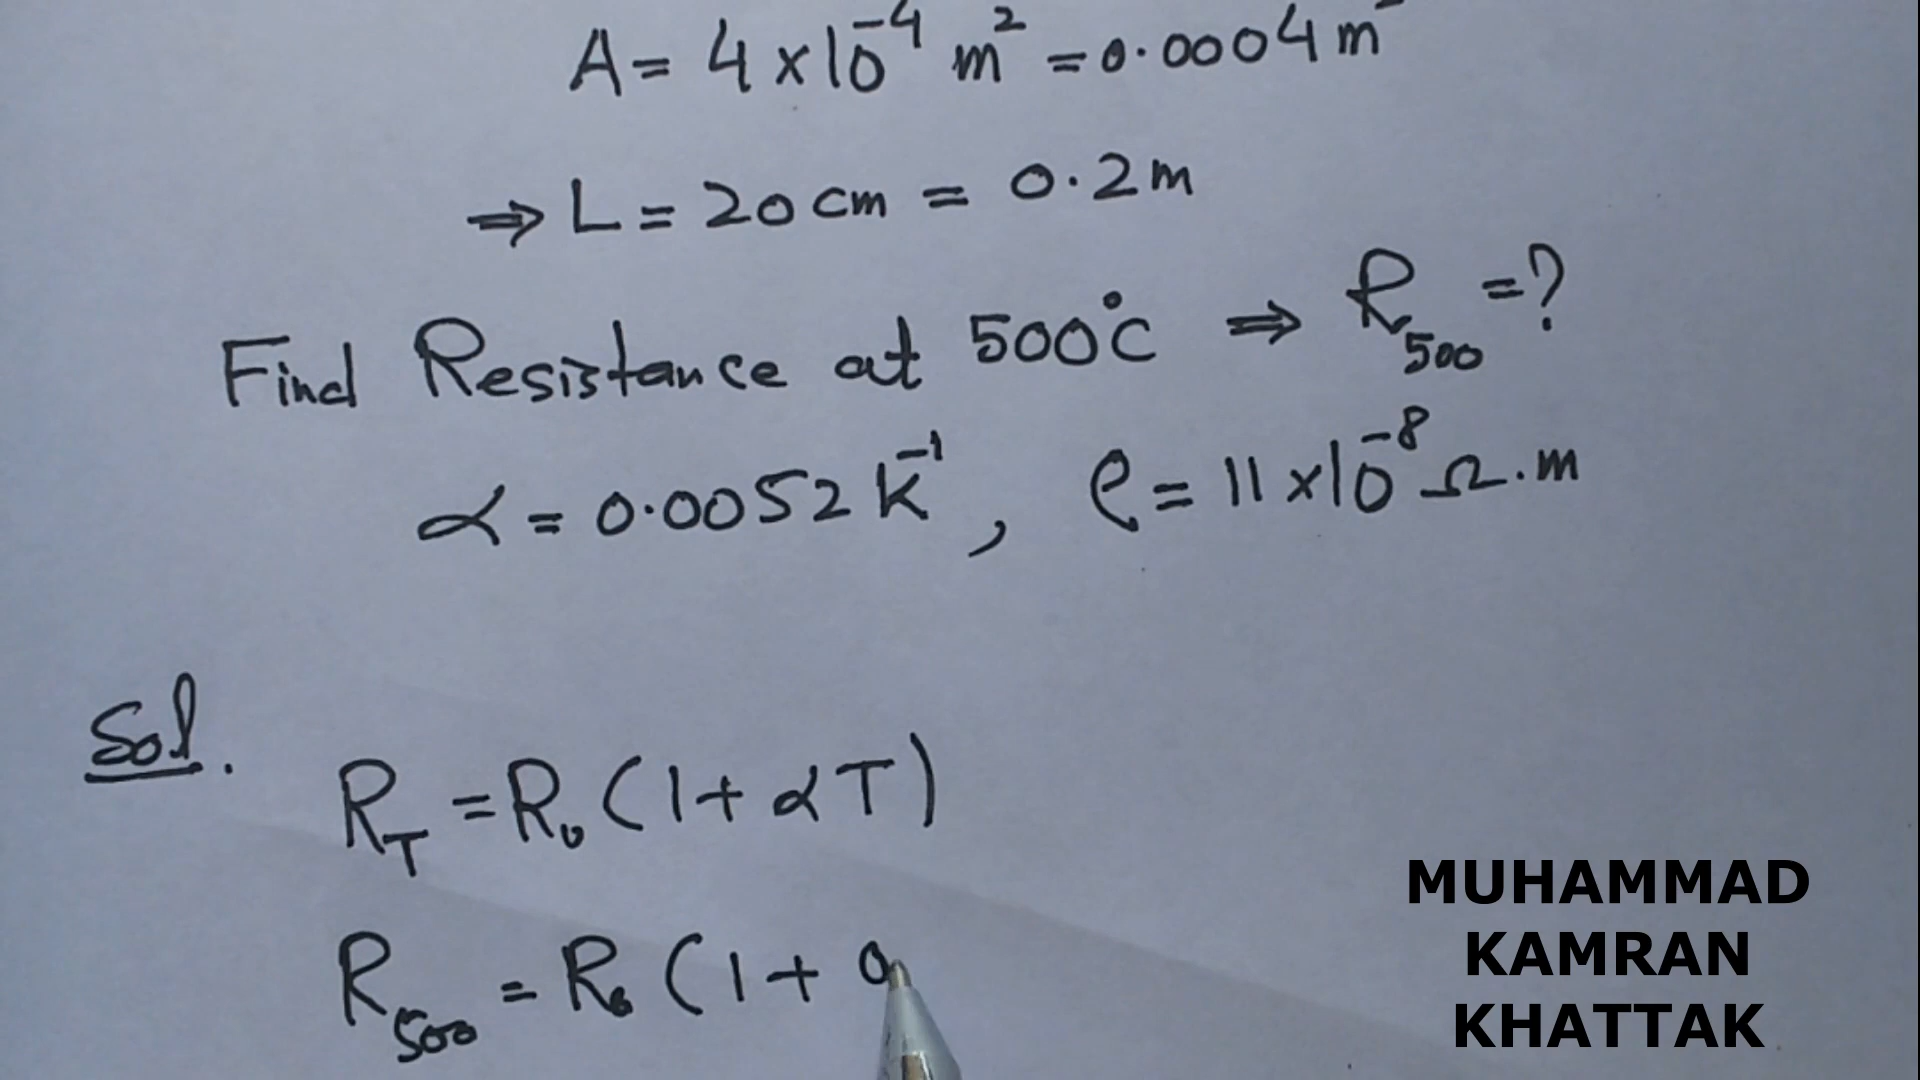 A = 4 × 10⁻⁴ m² = 0.0004 m²
⇒ L = 20 cm = 0.2 m
Find Resistance at 500°C ⇒ R₅₀₀ = ?
α = 0.0052 K⁻¹ , ρ = 11 × 10⁻⁸ Ω.m
Sol.
R_T = R₀ (1 + αT)
R₅₀₀ = R₀ (1 + 0
MUHAMMAD
KAMRAN
KHATTAK